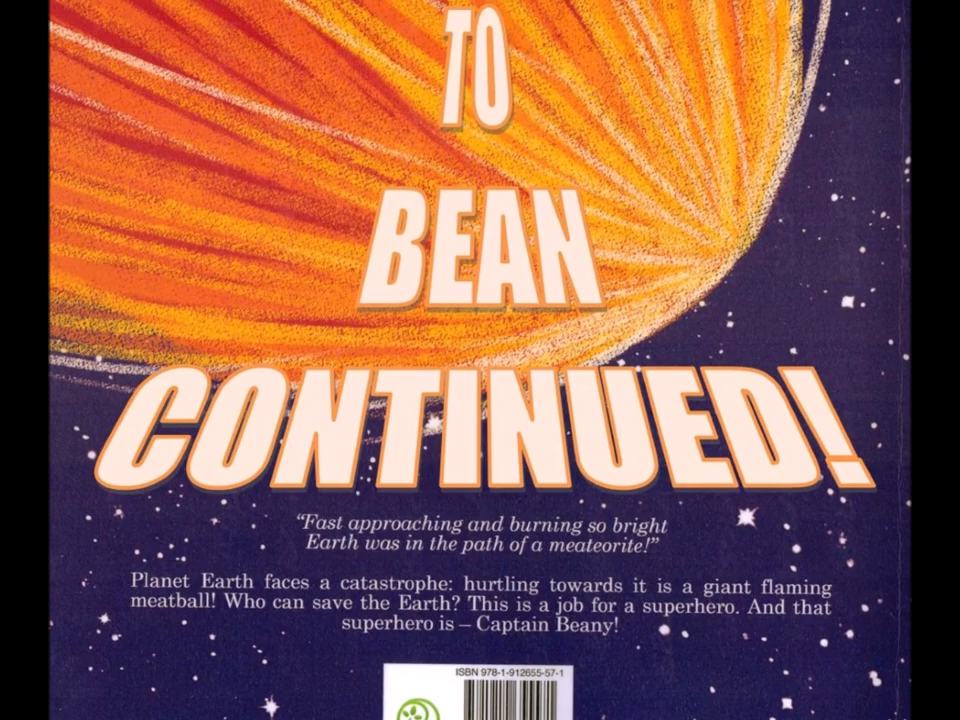 TO
BEAN
CONTINUED!
“Fast approaching and burning so bright
Earth was in the path of a meateorite!”
Planet Earth faces a catastrophe: hurtling towards it is a giant flaming
meatball! Who can save the Earth? This is a job for a superhero. And that
superhero is – Captain Beany!
ISBN 978-1-912655-57-1